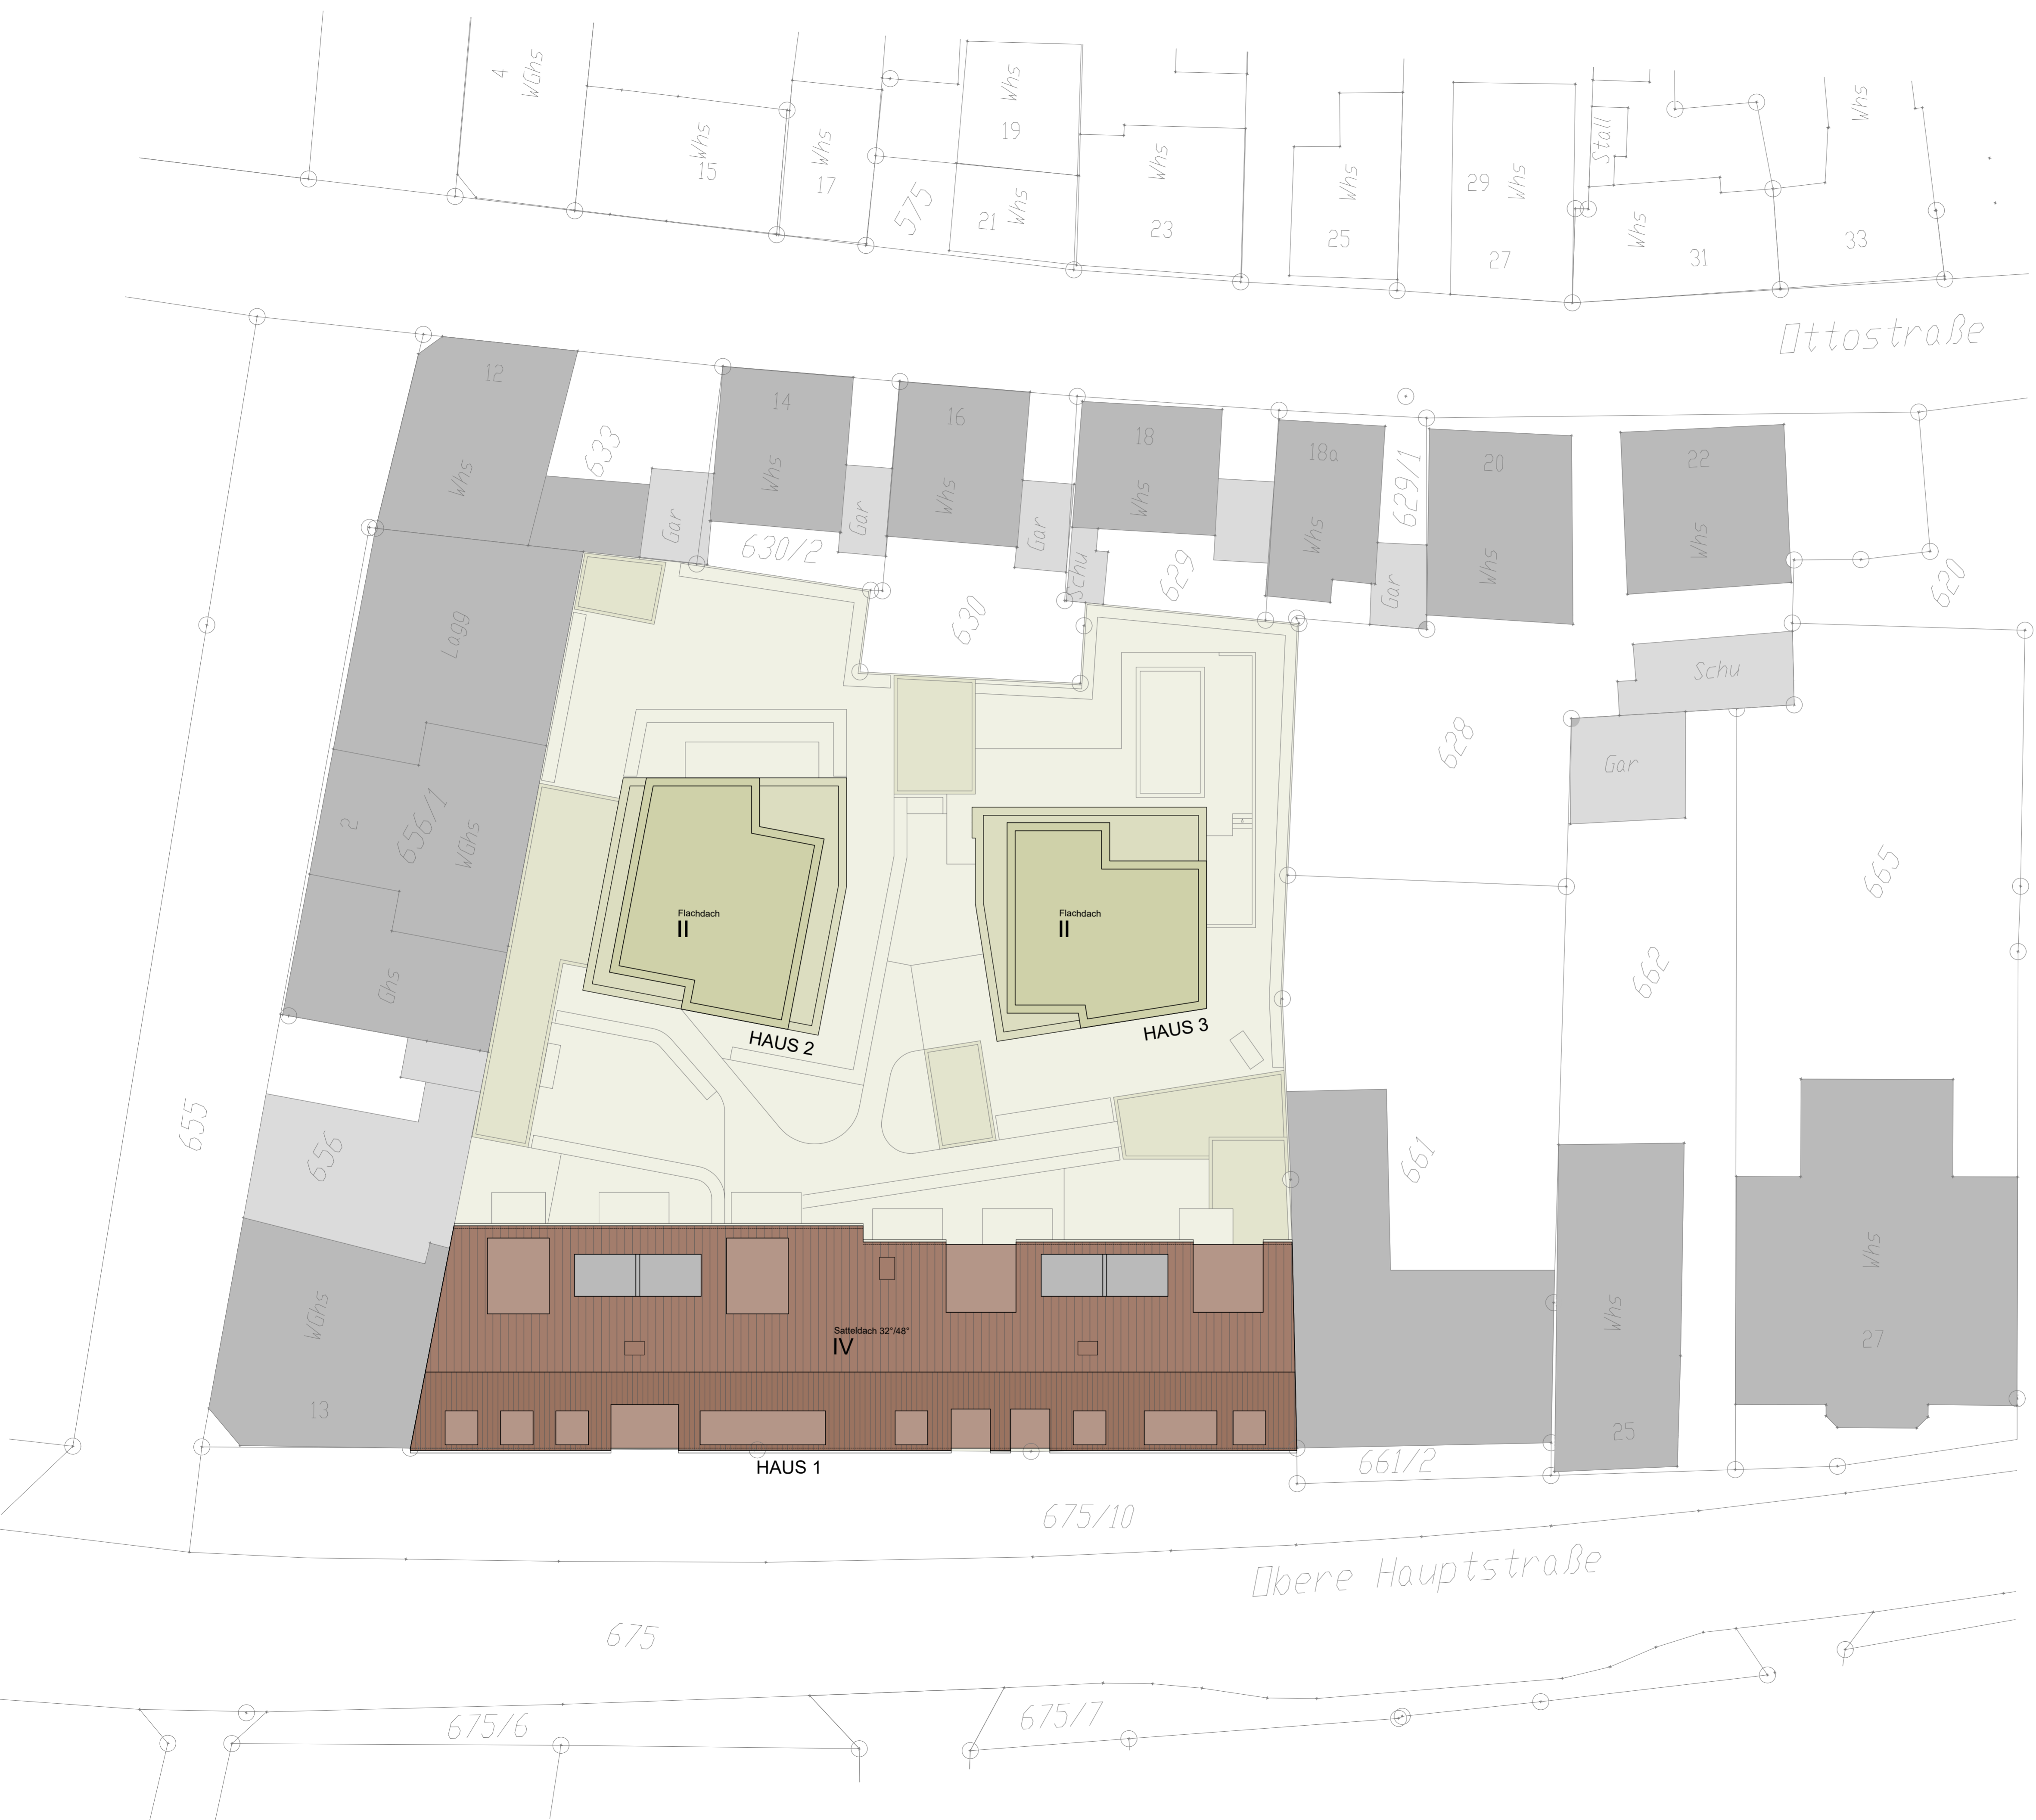 4
WGhs
Whs
15
Whs
17
575
Whs
19
21
Whs
Whs
23
Whs
25
29
Whs
27
Stall
Whs
31
Whs
33
Ottostraße
12
Whs
633
Gar
14
Whs
630/2
Gar
16
Whs
630
Gar
Schu
18
Whs
629
18a
Whs
629/1
Gar
20
Whs
22
Whs
620
Schu
Gar
628
665
662
661
Lagg
2
656/1
WGhs
Ghs
655
656
WGhs
13
Flachdach
II
HAUS 2
Flachdach
II
HAUS 3
Satteldach 32°/48°
IV
HAUS 1
Whs
25
Whs
27
661/2
675/10
Obere Hauptstraße
675
675/6
675/7